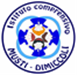 Istituto comprensivo
MUSTI - DIMICCOLI